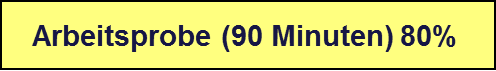 Arbeitsprobe (90 Minuten) 80%